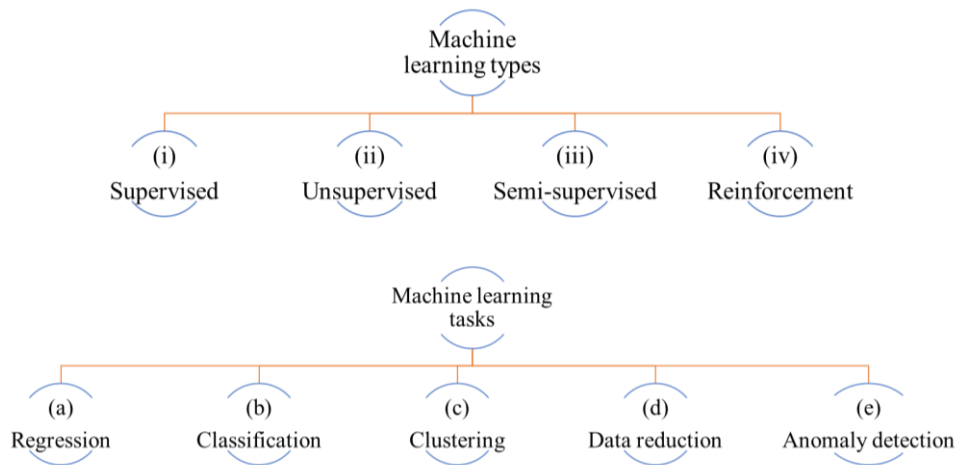 Machine
learning types
(i)
Supervised
(ii)
Unsupervised
(iii)
Semi-supervised
(iv)
Reinforcement
Machine learning
tasks
(a)
Regression
(b)
Classification
(c)
Clustering
(d)
Data reduction
(e)
Anomaly detection